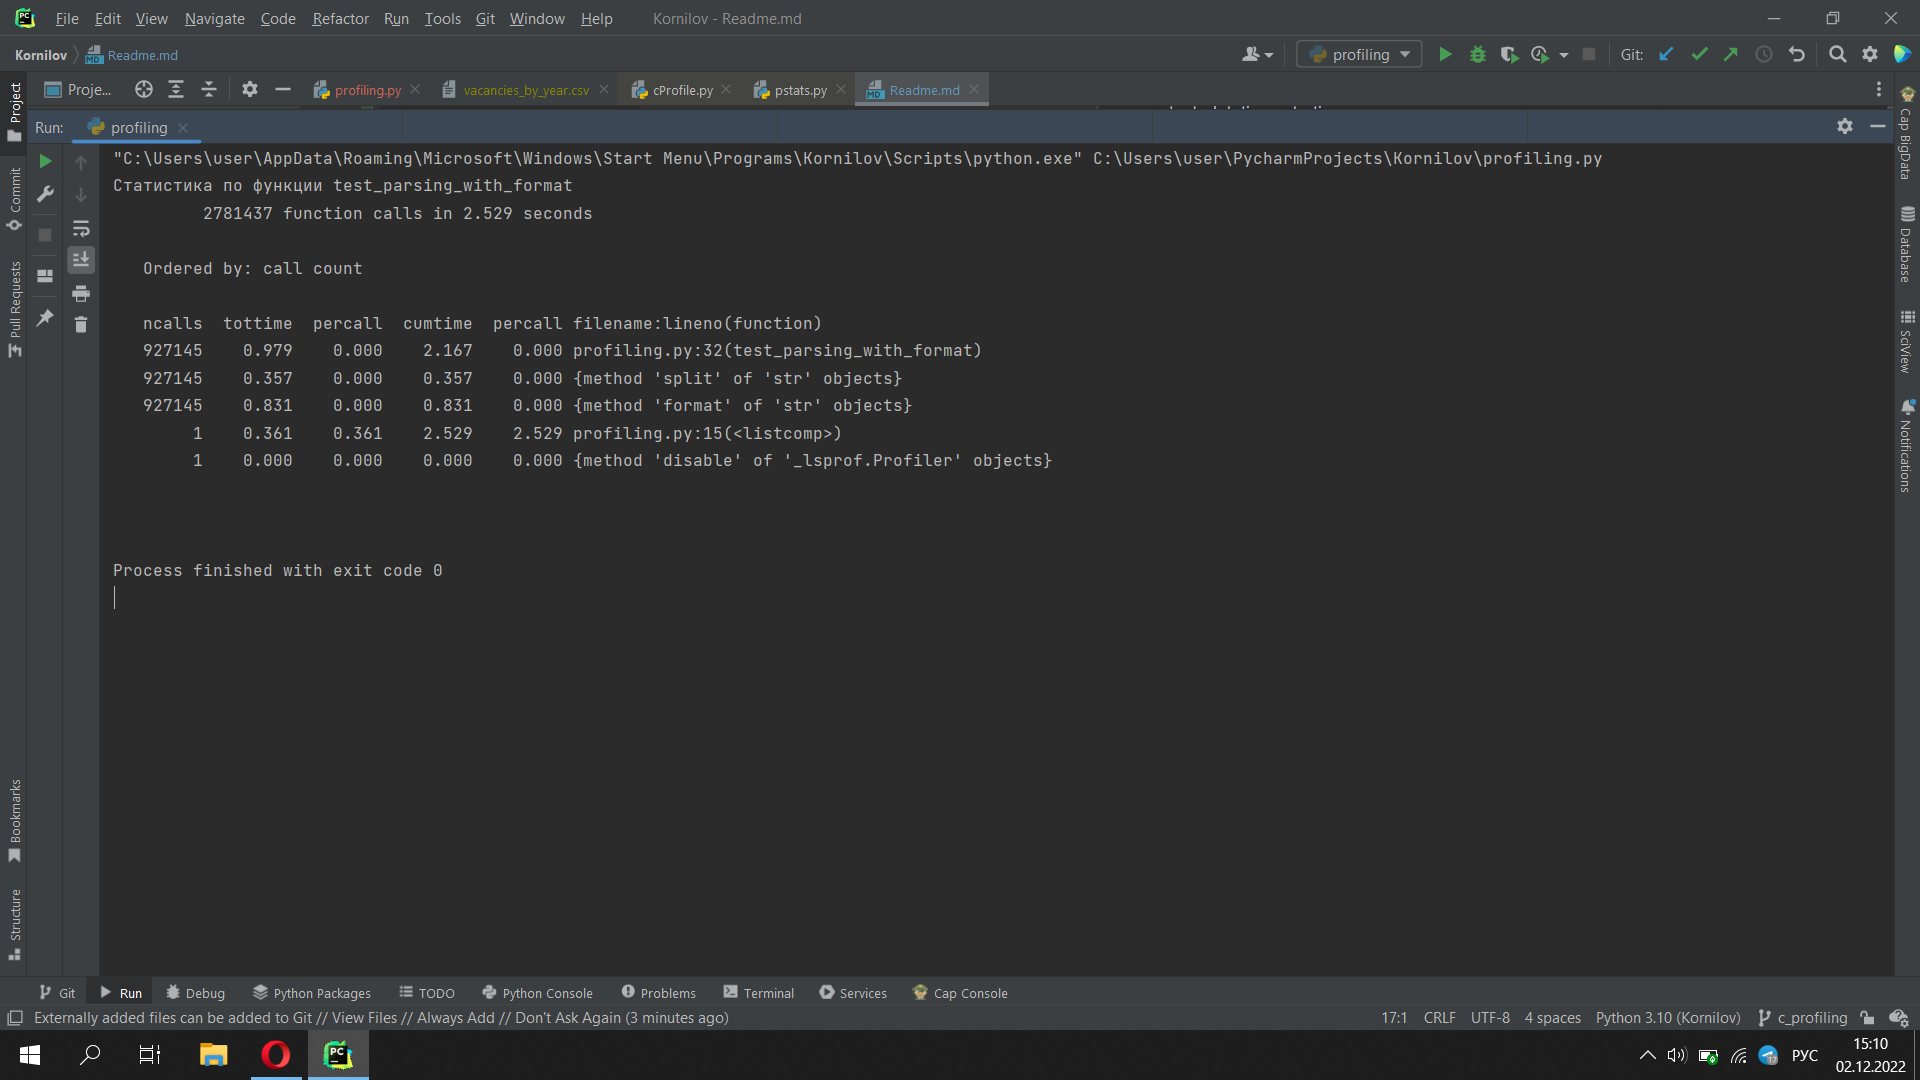 File Edit View Navigate Code Refactor Run Tools Git Window Help Kornilov - Readme.md
Kornilov Readme.md profiling Git:
Proje... profiling.py vacancies_by_year.csv cProfile.py pstats.py Readme.md
Run: profiling
"C:\Users\user\AppData\Roaming\Microsoft\Windows\Start Menu\Programs\Kornilov\Scripts\python.exe" C:\Users\user\PycharmProjects\Kornilov\profiling.py
Статистика по функции test_parsing_with_format
2781437 function calls in 2.529 seconds
Ordered by: call count
ncalls tottime percall cumtime percall filename:lineno(function)
927145 0.979 0.000 2.167 0.000 profiling.py:32(test_parsing_with_format)
927145 0.357 0.000 0.357 0.000 {method 'split' of 'str' objects}
927145 0.831 0.000 0.831 0.000 {method 'format' of 'str' objects}
1 0.361 0.361 2.529 2.529 profiling.py:15(<listcomp>)
1 0.000 0.000 0.000 0.000 {method 'disable' of '_lsprof.Profiler' objects}
Process finished with exit code 0
Project
Commit
Pull Requests
Bookmarks
Structure
Cap BigData
Database
SciView
Notifications
Git Run Debug Python Packages TODO Python Console Problems Terminal Services Cap Console
Externally added files can be added to Git // View Files // Always Add // Don't Ask Again (3 minutes ago) 17:1 CRLF UTF-8 4 spaces Python 3.10 (Kornilov) c_profiling
РУС 15:10
02.12.2022